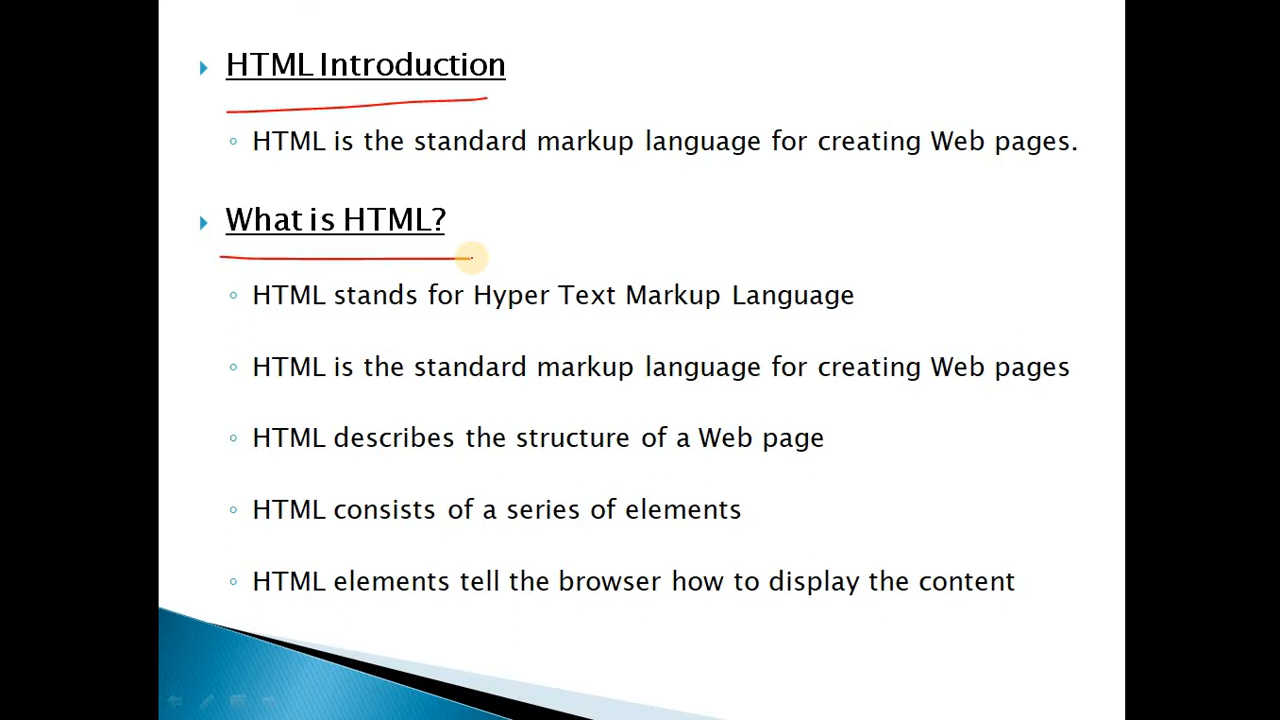 HTML Introduction
HTML is the standard markup language for creating Web pages.
What is HTML?
HTML stands for Hyper Text Markup Language
HTML is the standard markup language for creating Web pages
HTML describes the structure of a Web page
HTML consists of a series of elements
HTML elements tell the browser how to display the content